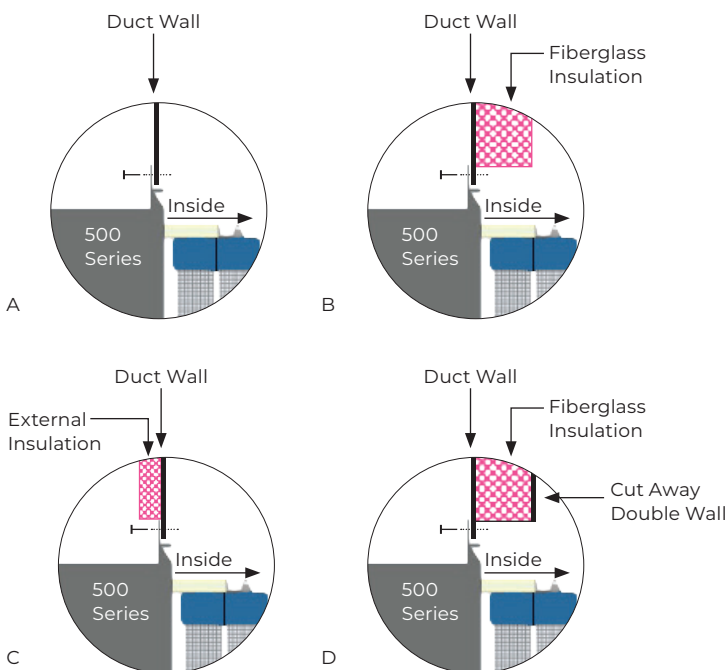 Duct Wall
Inside
500
Series
A
Duct Wall
Fiberglass
Insulation
Inside
500
Series
B
Duct Wall
External
Insulation
Inside
500
Series
C
Duct Wall
Fiberglass
Insulation
Cut Away
Double Wall
Inside
500
Series
D